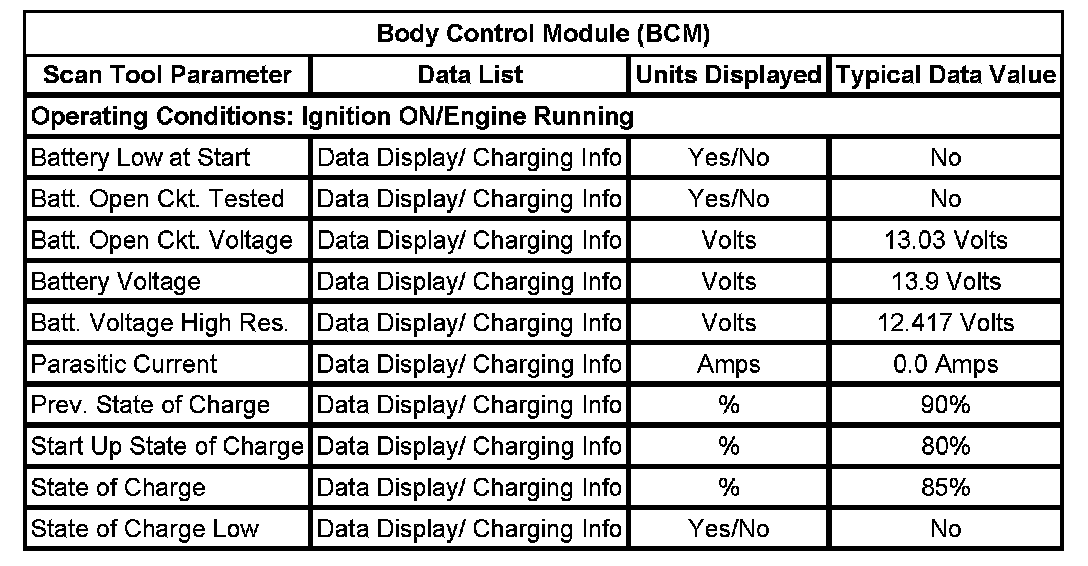 Body Control Module (BCM)
Scan Tool Parameter Data List Units Displayed Typical Data Value
Operating Conditions: Ignition ON/Engine Running
Battery Low at Start Data Display/ Charging Info Yes/No No
Batt. Open Ckt. Tested Data Display/ Charging Info Yes/No No
Batt. Open Ckt. Voltage Data Display/ Charging Info Volts 13.03 Volts
Battery Voltage Data Display/ Charging Info Volts 13.9 Volts
Batt. Voltage High Res. Data Display/ Charging Info Volts 12.417 Volts
Parasitic Current Data Display/ Charging Info Amps 0.0 Amps
Prev. State of Charge Data Display/ Charging Info % 90%
Start Up State of Charge Data Display/ Charging Info % 80%
State of Charge Data Display/ Charging Info % 85%
State of Charge Low Data Display/ Charging Info Yes/No No